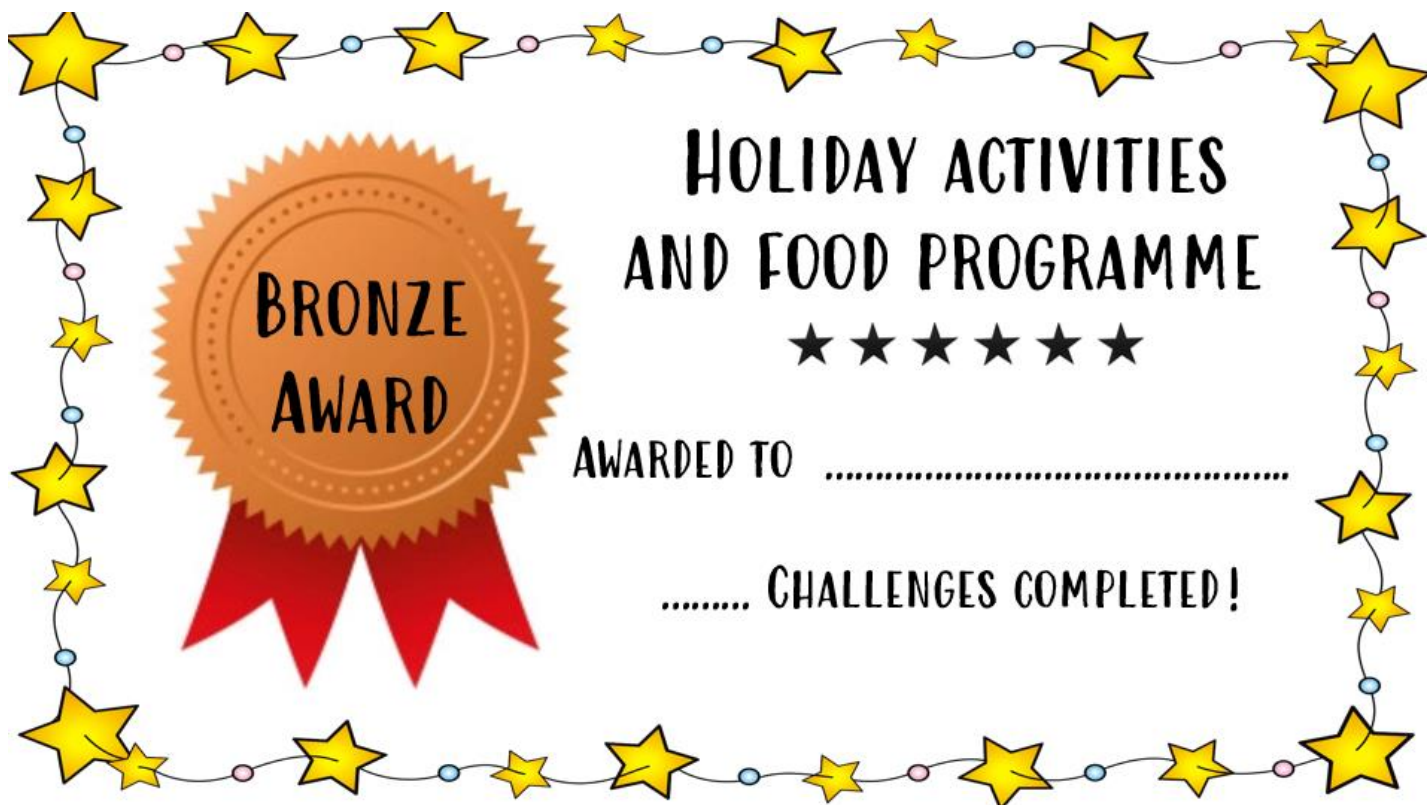 BRONZE
AWARD
HOLIDAY ACTIVITIES
AND FOOD PROGRAMME
★★★★★★
AWARDED TO ................................................
......... CHALLENGES COMPLETED!